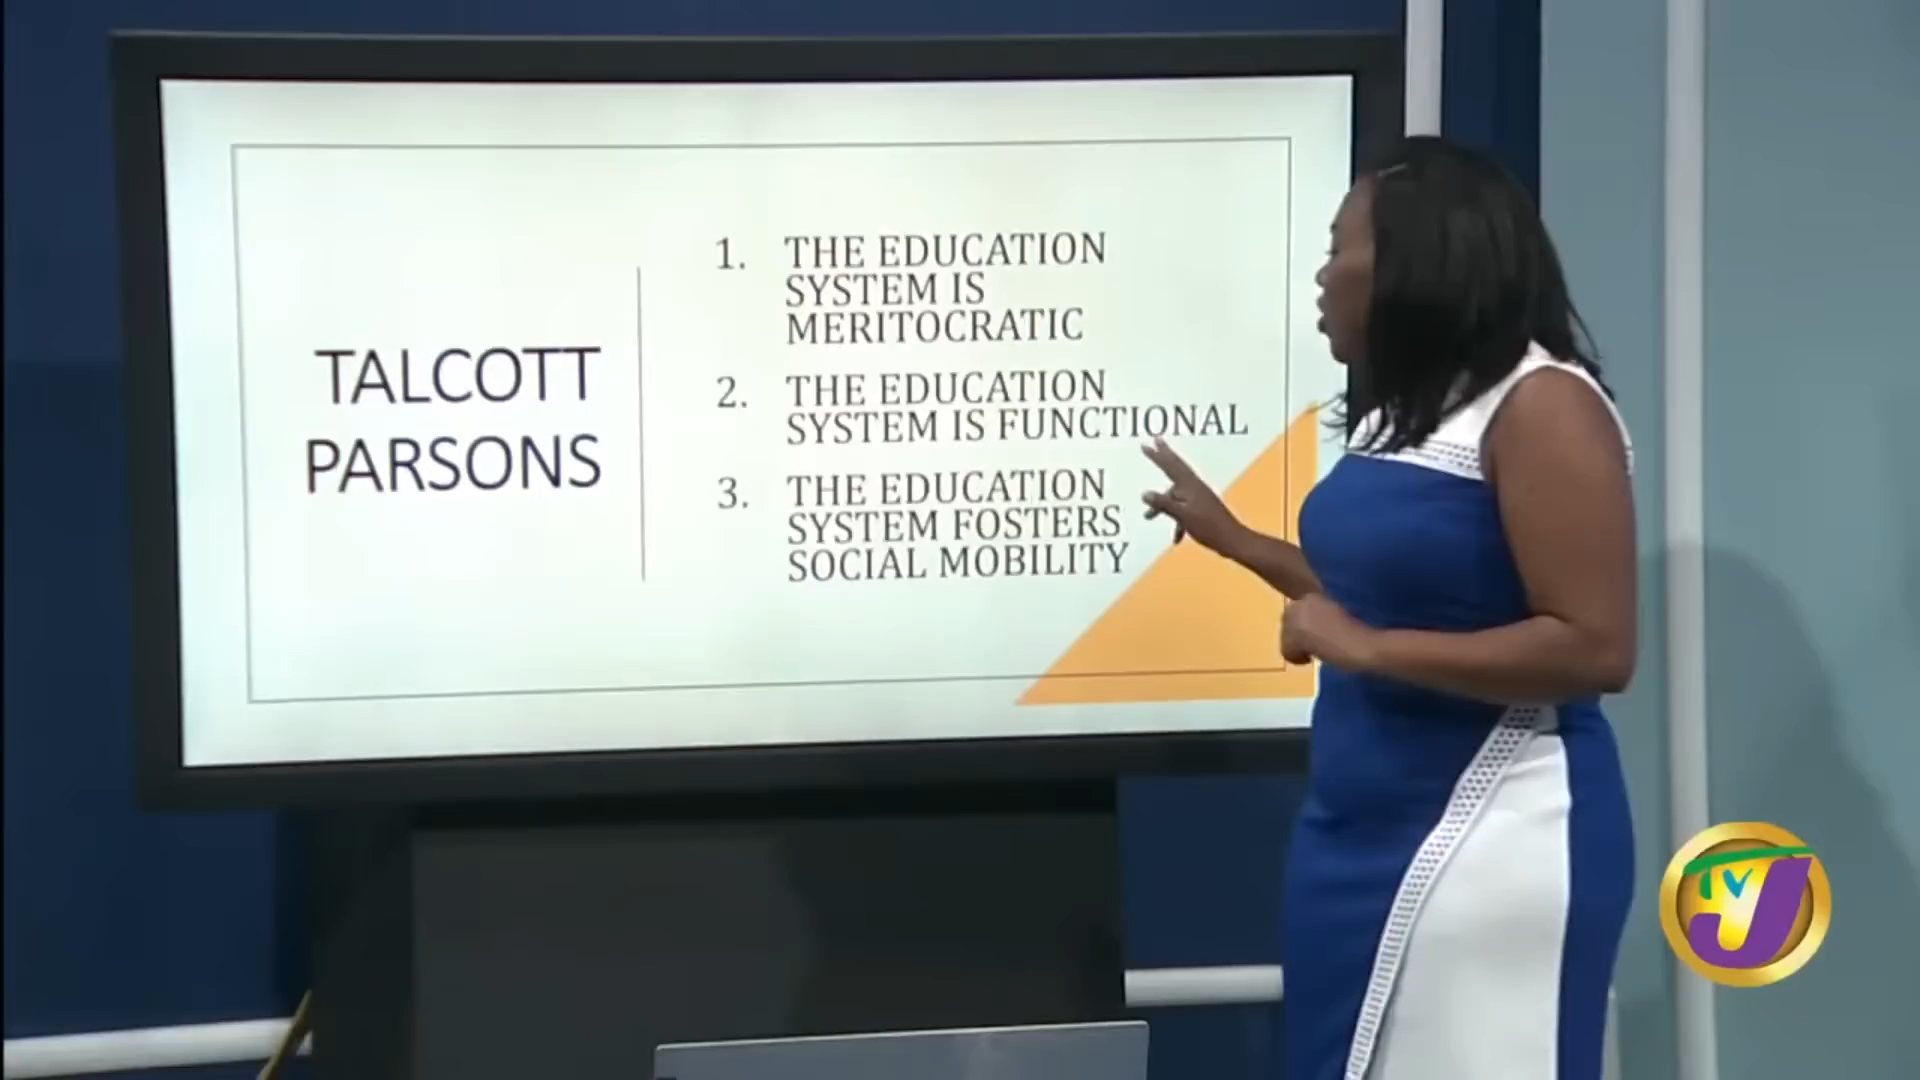 TALCOTT
PARSONS
1. THE EDUCATION
SYSTEM IS
MERITOCRATIC
2. THE EDUCATION
SYSTEM IS FUNCTIONAL
3. THE EDUCATION
SYSTEM FOSTERS
SOCIAL MOBILITY
TVJ